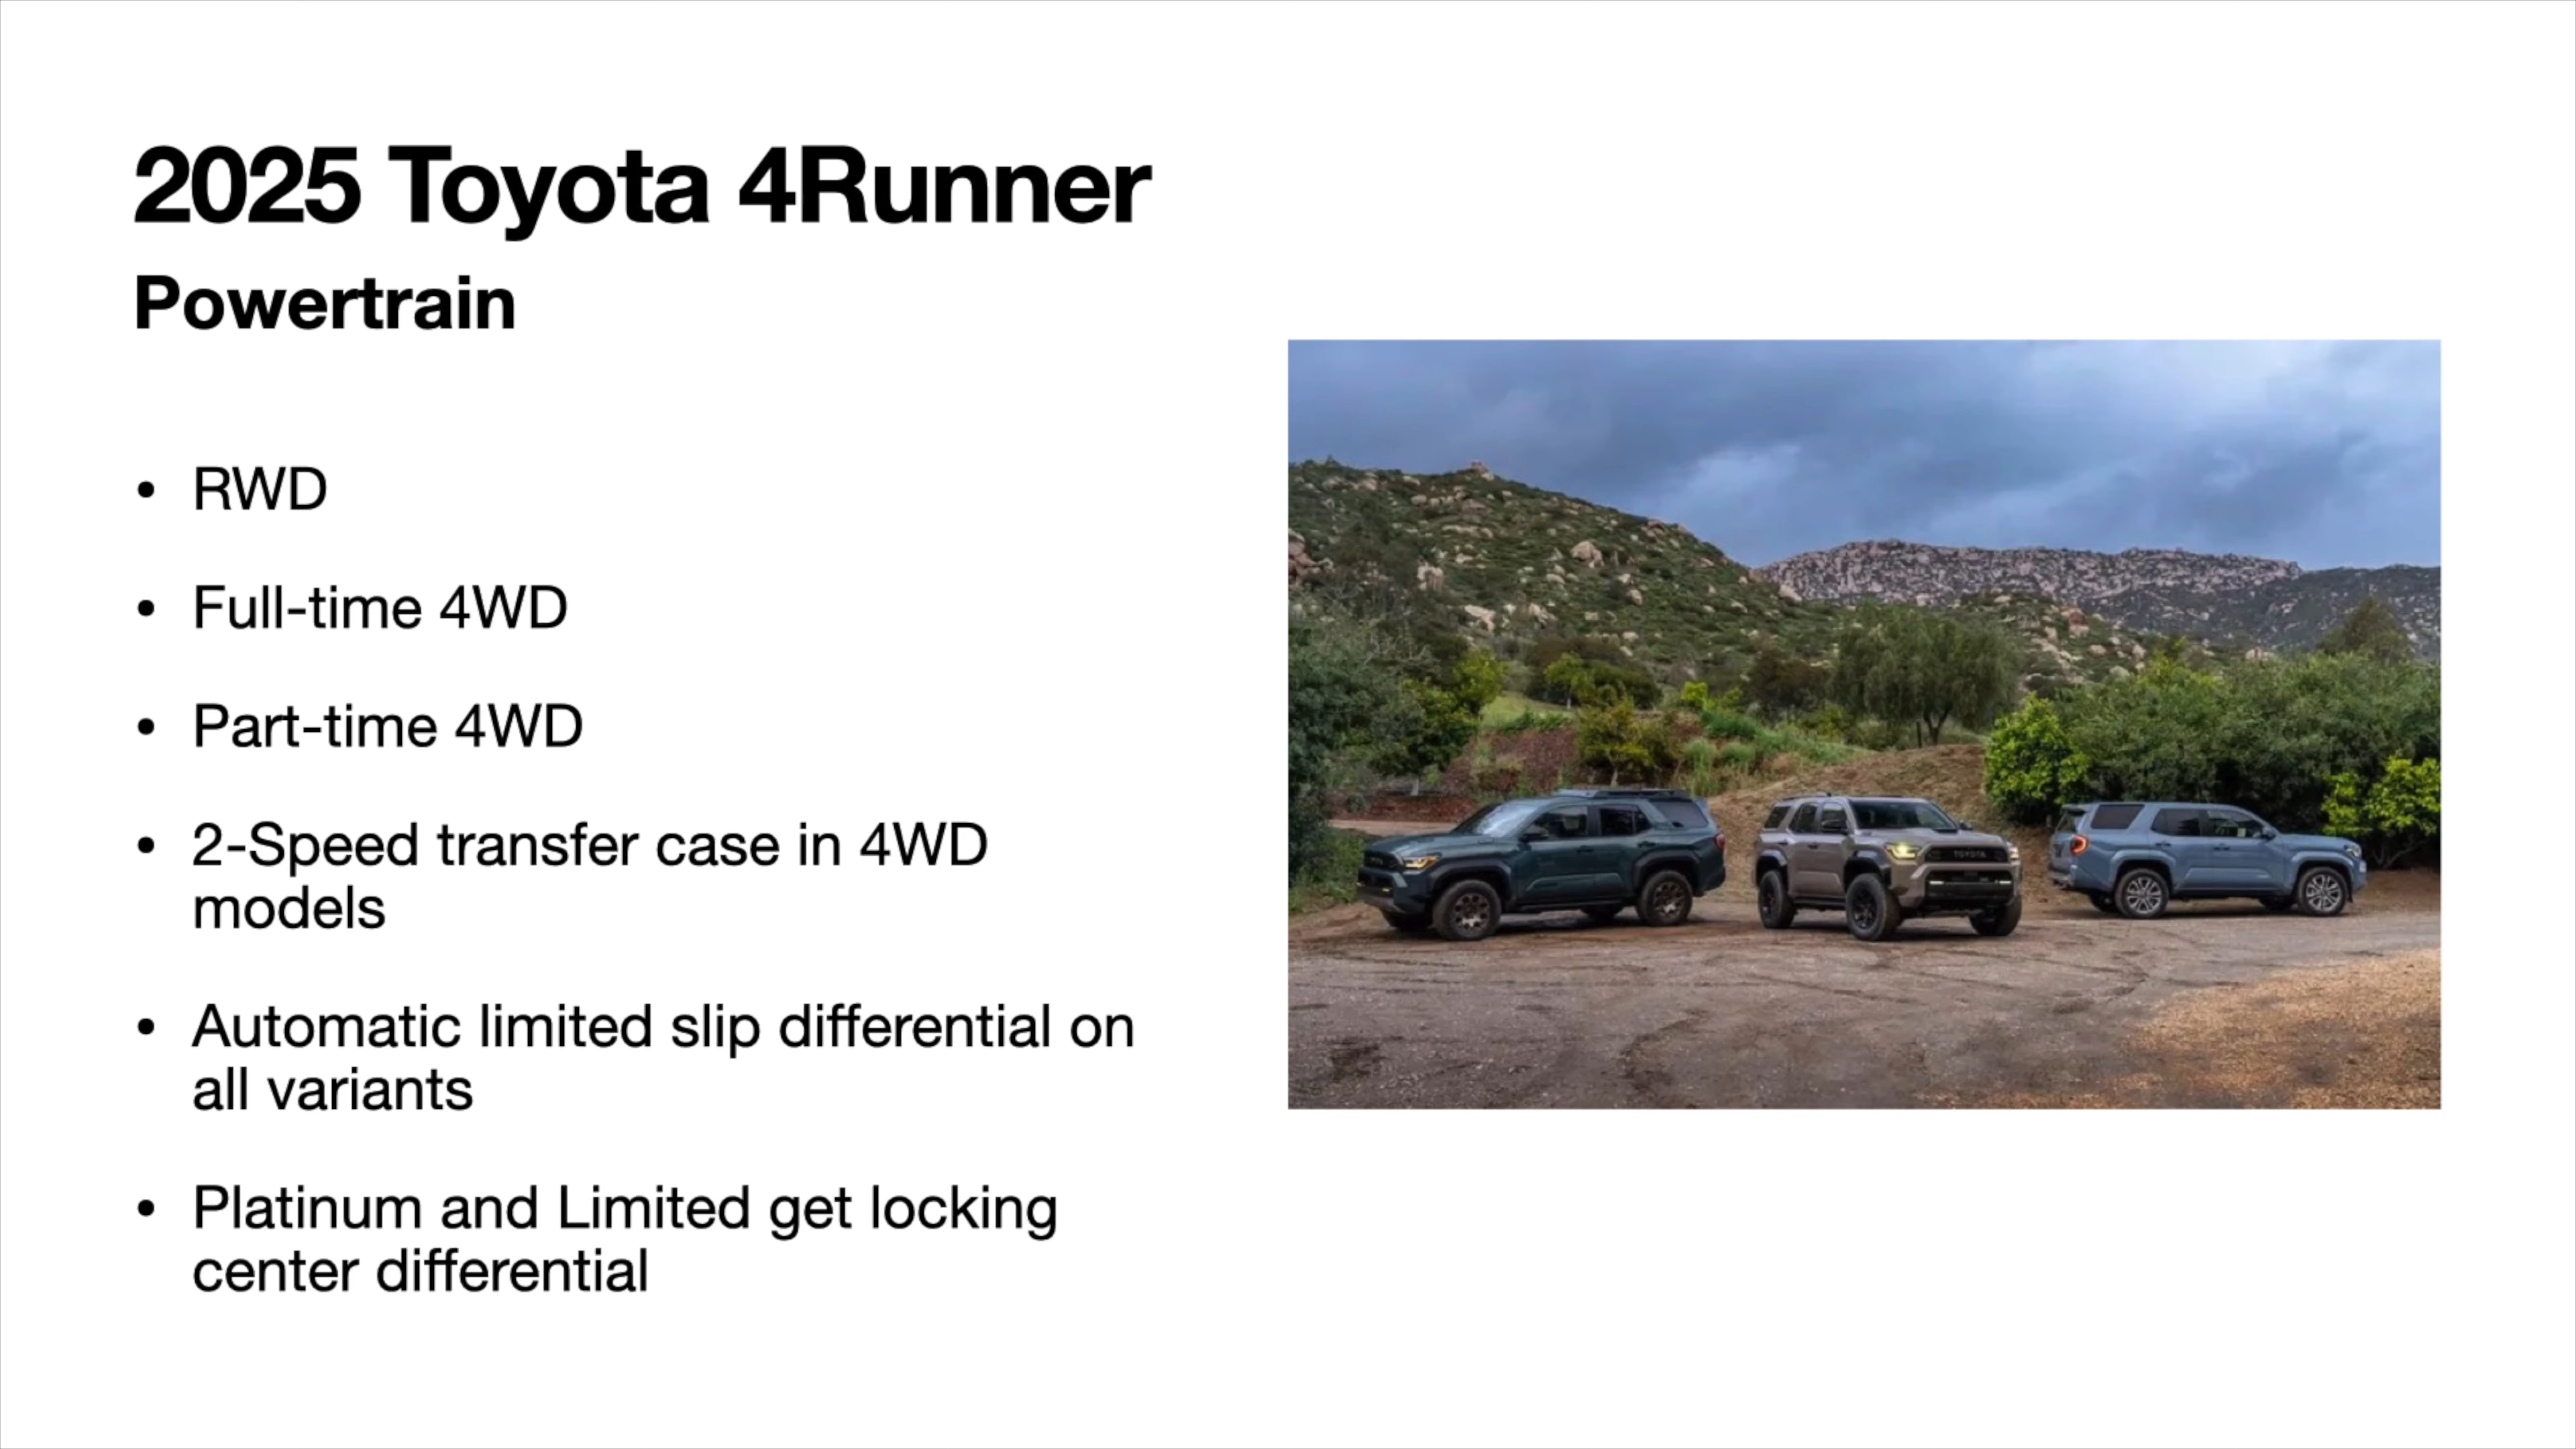 2025 Toyota 4Runner
Powertrain
• RWD
• Full-time 4WD
• Part-time 4WD
• 2-Speed transfer case in 4WD
models
• Automatic limited slip differential on
all variants
• Platinum and Limited get locking
center differential
TOYOTA